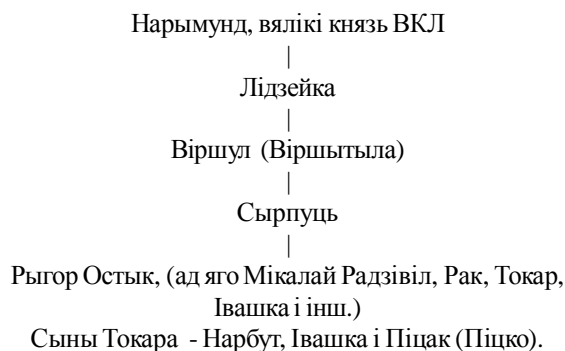 Нарымунд, вялікі князь ВКЛ
|
Лідзейка
|
Віршул (Віршытыла)
|
Сырпуць
|
Рыгор Остык, (ад яго Мікалай Радзівіл, Рак, Токар,
Івашка і інш.)
Сыны Токара - Нарбут, Івашка і Піцак (Піцко).